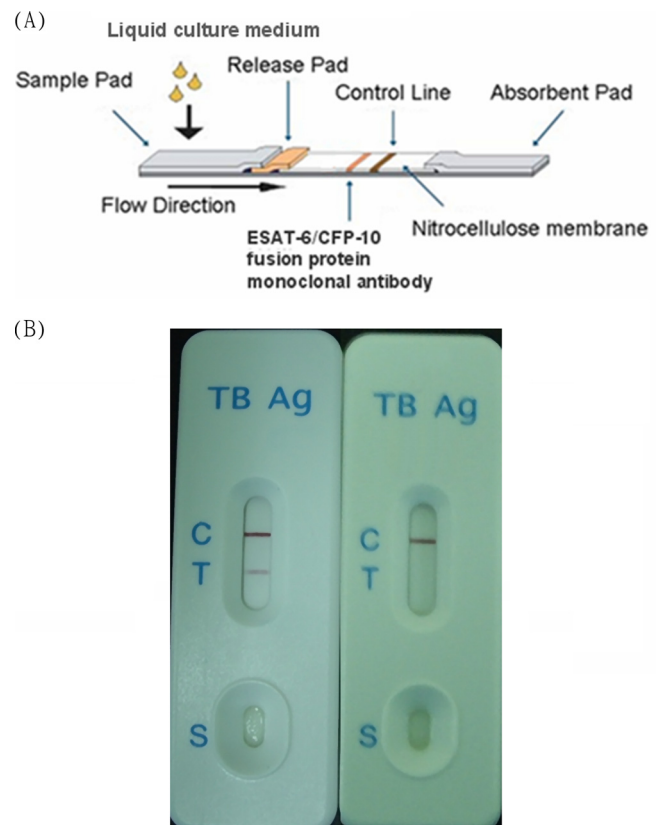 (A)
Liquid culture medium
Sample Pad
Release Pad
Control Line
Absorbent Pad
Flow Direction
ESAT-6/CFP-10
fusion protein
monoclonal antibody
Nitrocellulose membrane
(B)
TB Ag
C
T
S
TB Ag
C
T
S